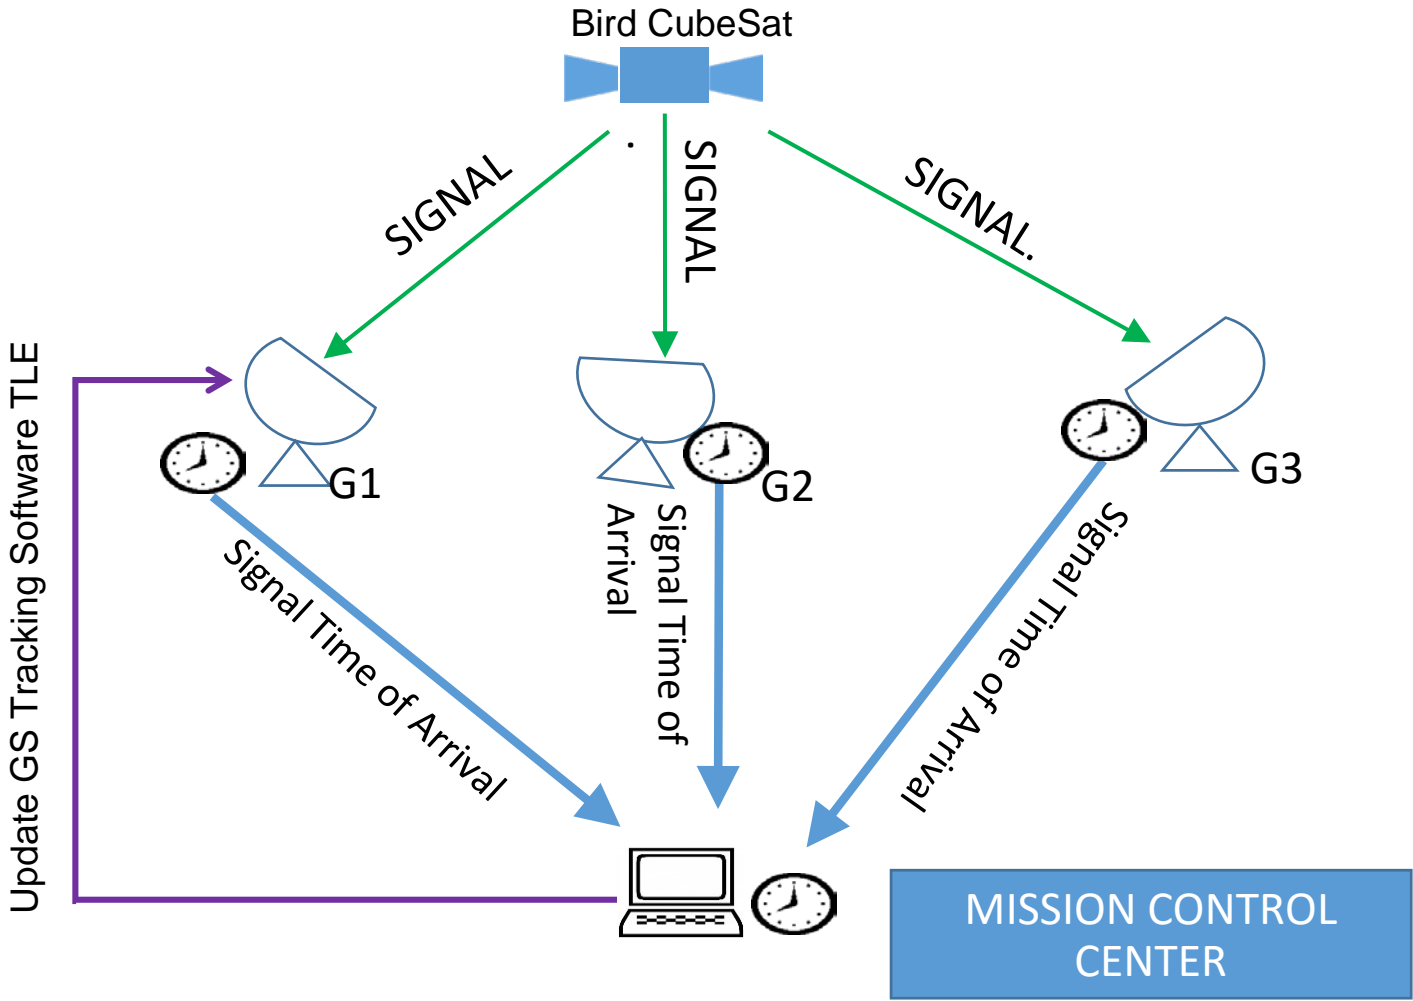 Bird CubeSat
SIGNAL
.
SIGNAL
SIGNAL.
Update GS Tracking Software TLE
G1
G2
G3
Signal Time of Arrival
Signal Time of
Arrival
Signal Time of Arrival
MISSION CONTROL
CENTER